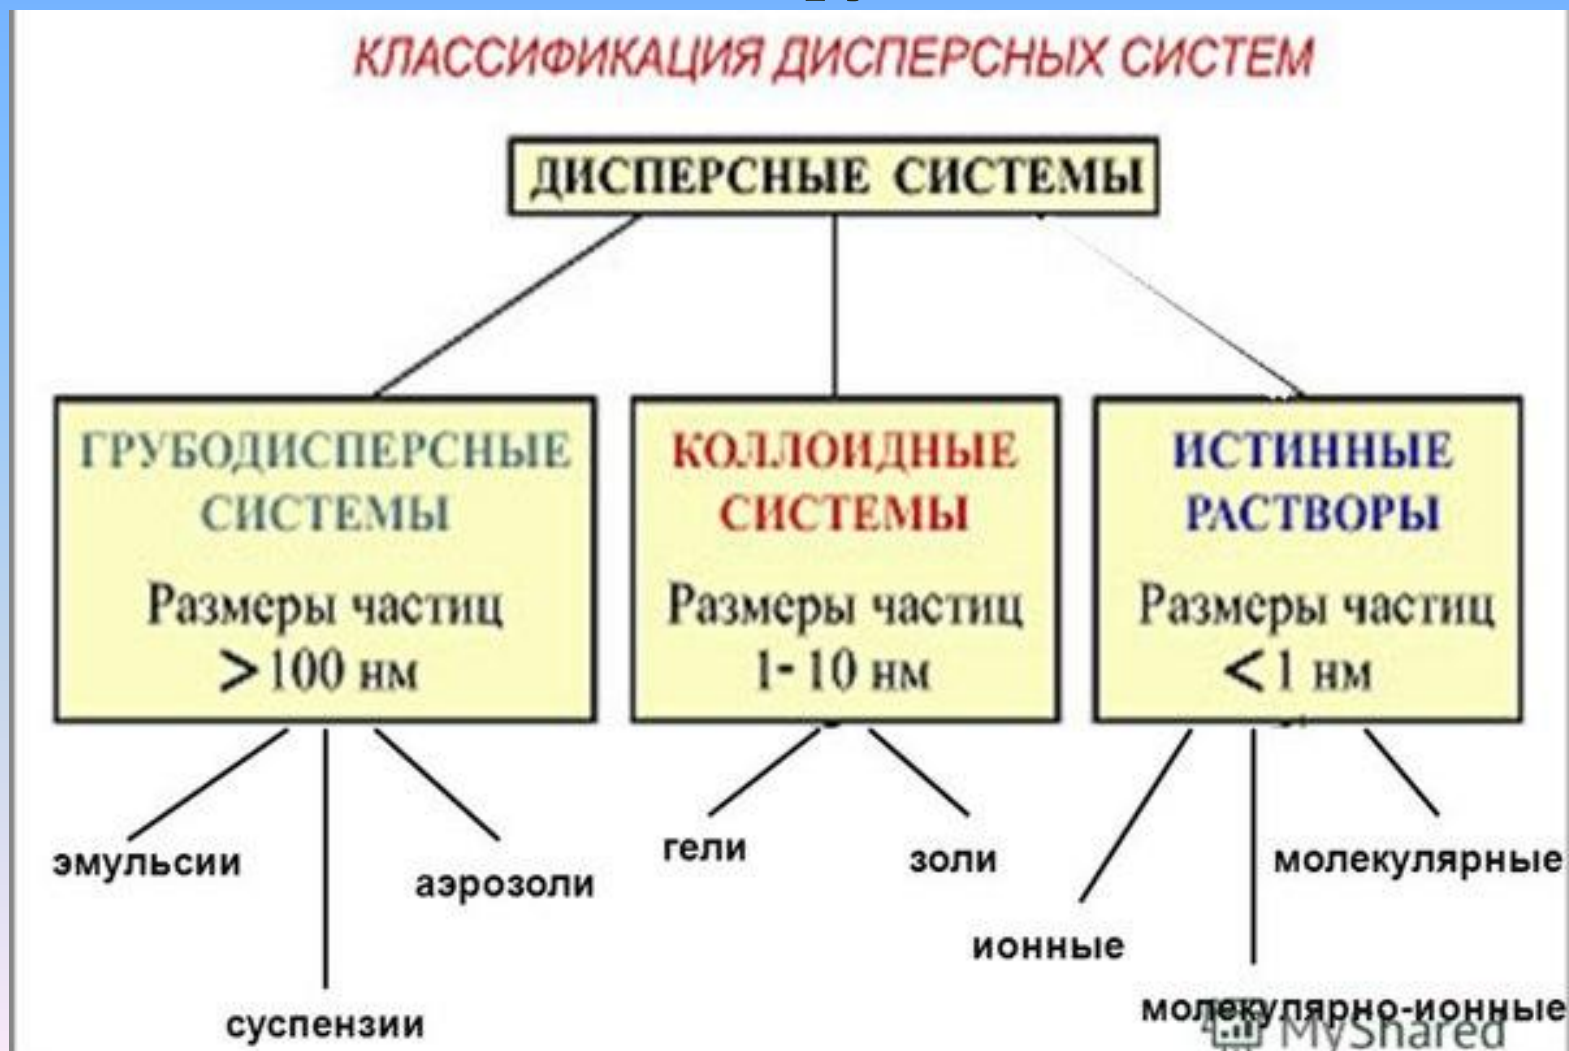 КЛАССИФИКАЦИЯ ДИСПЕРСНЫХ СИСТЕМ
ДИСПЕРСНЫЕ СИСТЕМЫ
ГРУБОДИСПЕРСНЫЕ
СИСТЕМЫ
Размеры частиц
>100 нм
КОЛЛОИДНЫЕ
СИСТЕМЫ
Размеры частиц
1-10 нм
ИСТИННЫЕ
РАСТВОРЫ
Размеры частиц
<1 нм
эмульсии
суспензии
аэрозоли
гели
золи
ионные
молекулярно-ионные
молекулярные
MyShared